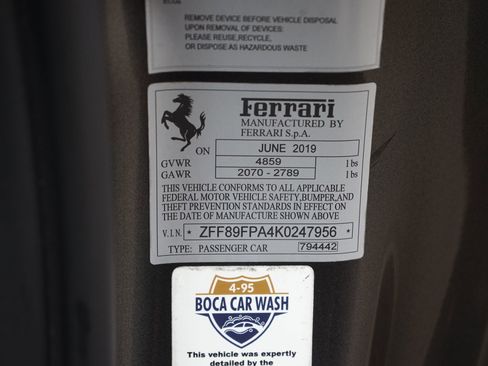 REMOVE DEVICE BEFORE VEHICLE DISPOSAL
UPON REMOVAL OF DEVICES:
PLEASE REUSE,RECYCLE,
OR DISPOSE AS HAZARDOUS WASTE
Ferrari
MANUFACTURED BY
FERRARI S.p.A.
ON JUNE 2019
GVWR 4859 lbs
GAWR 2070 - 2789 lbs
THIS VEHICLE CONFORMS TO ALL APPLICABLE
FEDERAL MOTOR VEHICLE SAFETY,BUMPER,AND
THEFT PREVENTION STANDARDS IN EFFECT ON
THE DATE OF MANUFACTURE SHOWN ABOVE
V.I.N. * ZFF89FPA4K0247956 *
TYPE: PASSENGER CAR 794442
4-95
BOCA CAR WASH
This vehicle was expertly
detailed by the